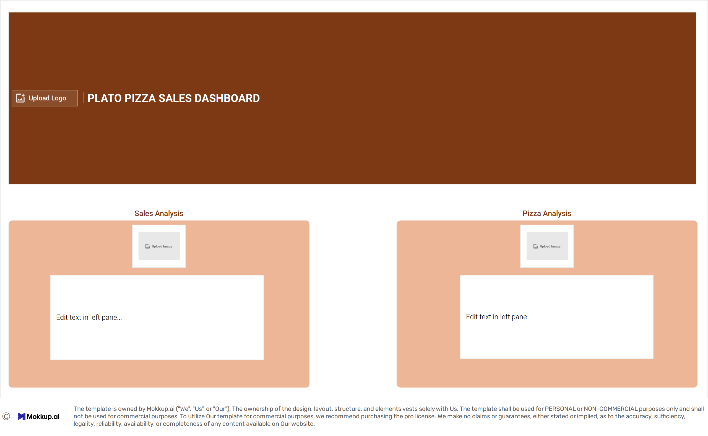 Upload Logo
PLATO PIZZA SALES DASHBOARD
Sales Analysis
Pizza Analysis
Upload Image
Upload Image
Edit text in left pane...
Edit text in left pane
© Mokkup.ai
The template is owned by Mokkup.ai ("We", "Us" or "Our"). The ownership of the design, layout, structure, and elements vests solely with Us. The template shall be used for PERSONAL or NON-COMMERCIAL purposes only and shall
not be used for commercial purposes. To utilize Our template for commercial purposes, we recommend purchasing the pro license. We make no claims or guarantees, either stated or implied, as to the accuracy, sufficiency,
legality, reliability, availability, or completeness of any content available on Our website.